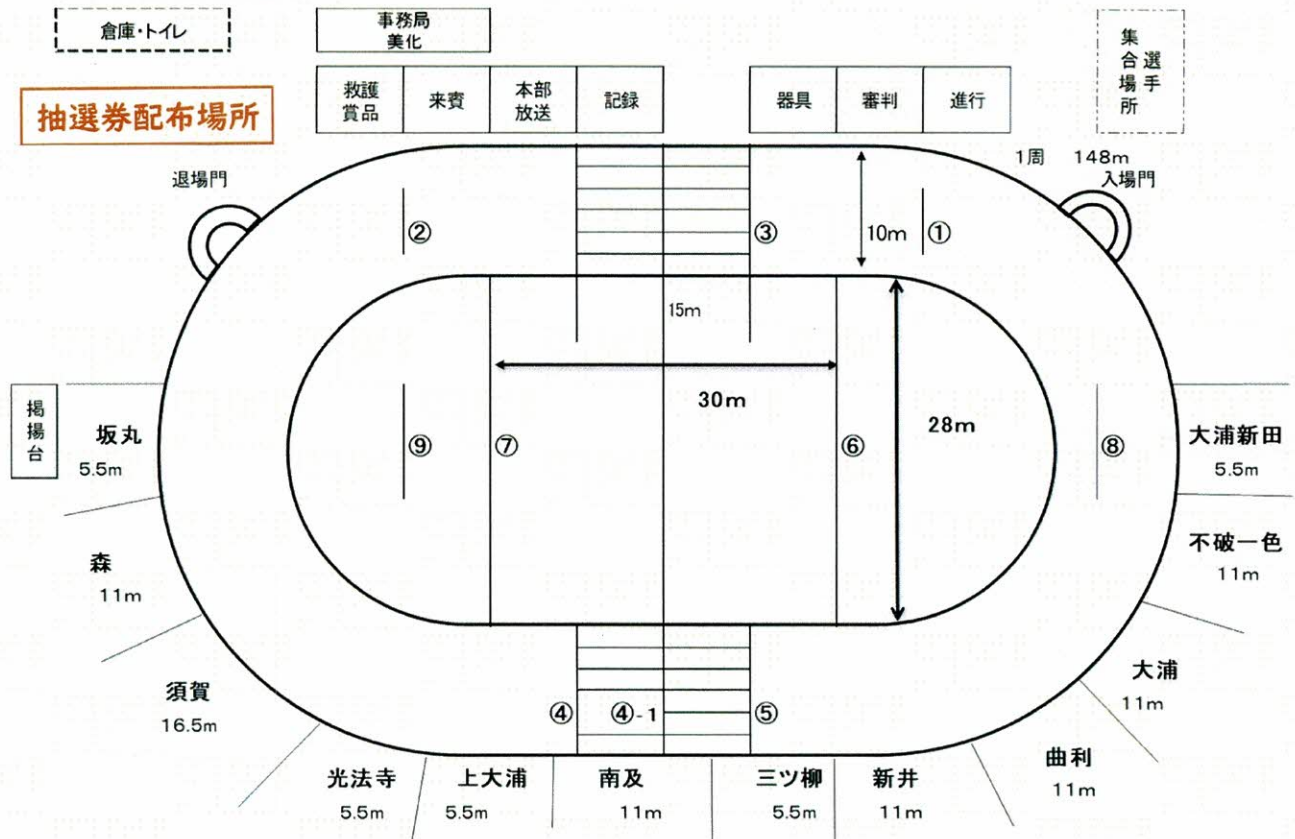 倉庫・トイレ
事務局
美化
集合場所
選手
抽選券配布場所
救護
賞品
来賓
本部
放送
記録
器具
審判
進行
1周 148m
退場門
入場門
②
③
10m
①
15m
30m
28m
掲揚台
坂丸
5.5m
⑨
⑦
⑥
⑧
大浦新田
5.5m
森
11m
不破一色
11m
須賀
16.5m
大浦
11m
④
④-1
⑤
光法寺
5.5m
上大浦
5.5m
南及
11m
三ツ柳
5.5m
新井
11m
曲利
11m